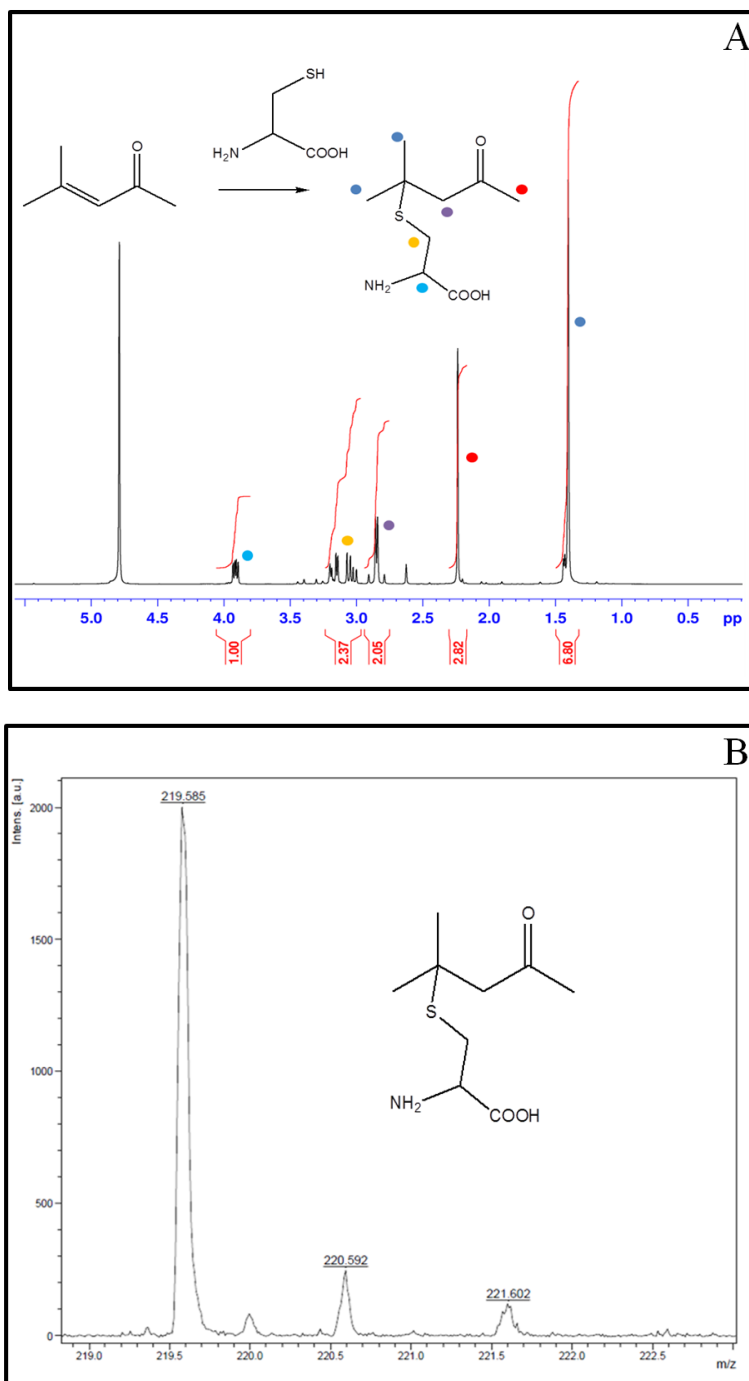 A
SH
O
H2N
COOH
O
S
NH2
COOH
5.0 4.5 4.0 3.5 3.0 2.5 2.0 1.5 1.0 0.5 pp
1.00 2.37 2.05 2.82 6.80
B
219.585
Intens. [a.u.]
2000
1500
O
S
1000
NH2
COOH
500
220.592
221.602
0
219.0 219.5 220.0 220.5 221.0 221.5 222.0 222.5
m/z